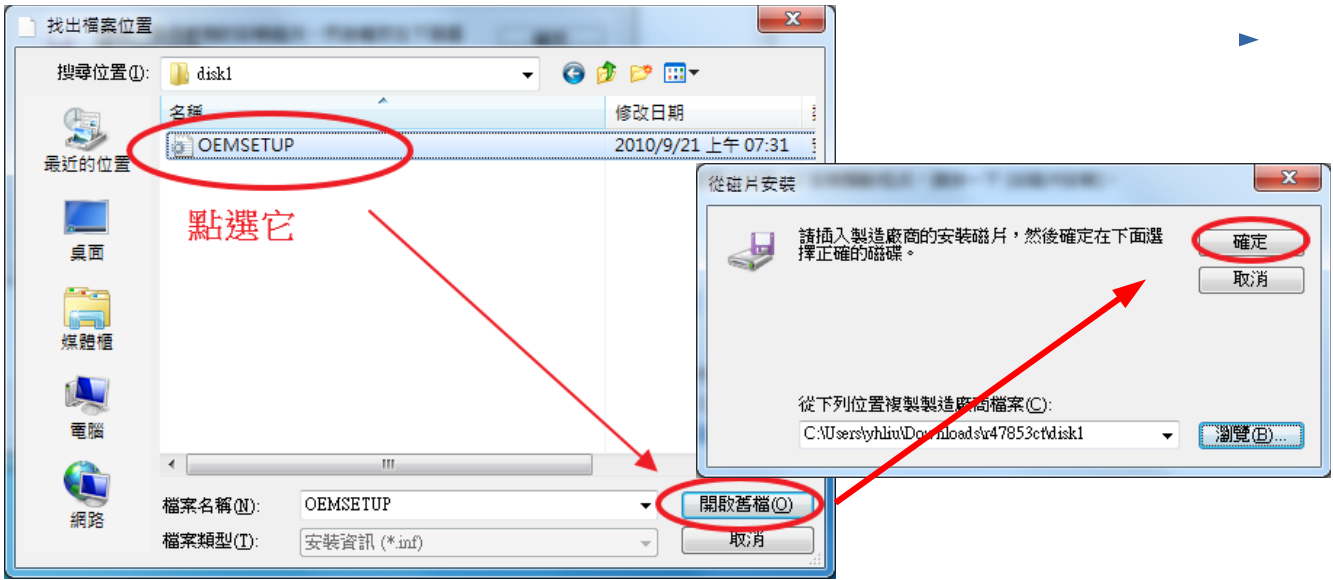 找出檔案位置
搜尋位置(I):
disk1
名稱
修改日期
OEMSETUP
2010/9/21 上午 07:31
最近的位置
點選它
桌面
媒體櫃
電腦
網路
檔案名稱(N):
OEMSETUP
開啟舊檔(O)
檔案類型(T):
安裝資訊 (*.inf)
取消
從磁片安裝
請插入製造廠商的安裝磁片，然後確定在下面選
擇正確的磁碟。
確定
取消
從下列位置複製製造廠商檔案(C):
C:\Users\yhliu\Downloads\r47853ct\disk1
瀏覽(B)...